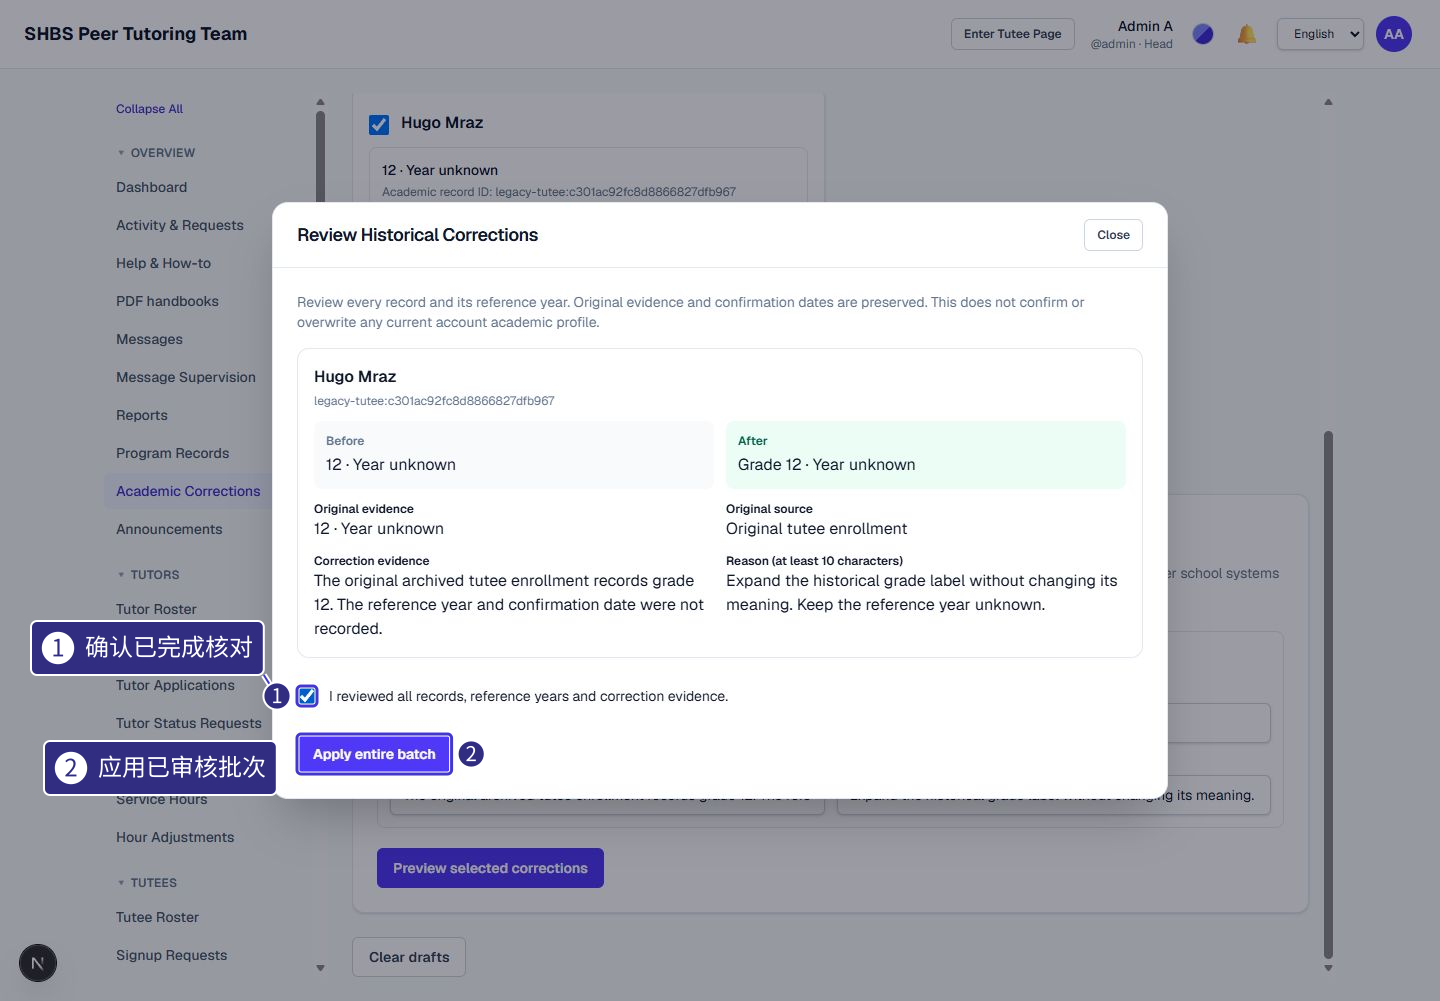 SHBS Peer Tutoring Team
Enter Tutee Page
Admin A
@admin · Head
English
AA
Collapse All
OVERVIEW
Dashboard
Activity & Requests
Help & How-to
PDF handbooks
Messages
Message Supervision
Reports
Program Records
Academic Corrections
Announcements
TUTORS
Tutor Roster
Tutor Applications
Tutor Status Requests
Service Hours
Hour Adjustments
TUTEES
Tutee Roster
Signup Requests
N
Hugo Mraz
12 · Year unknown
Academic record ID: legacy-tutee:c301ac92fc8d8866827dfb967
Review Historical Corrections
Close
Review every record and its reference year. Original evidence and confirmation dates are preserved. This does not confirm or
overwrite any current account academic profile.
Hugo Mraz
legacy-tutee:c301ac92fc8d8866827dfb967
Before
12 · Year unknown
After
Grade 12 · Year unknown
Original evidence
12 · Year unknown
Original source
Original tutee enrollment
Correction evidence
The original archived tutee enrollment records grade
12. The reference year and confirmation date were not
recorded.
Reason (at least 10 characters)
Expand the historical grade label without changing its
meaning. Keep the reference year unknown.
1 确认已完成核对
1
I reviewed all records, reference years and correction evidence.
2 应用已审核批次
Apply entire batch
2
er school systems
its meaning.
Preview selected corrections
Clear drafts